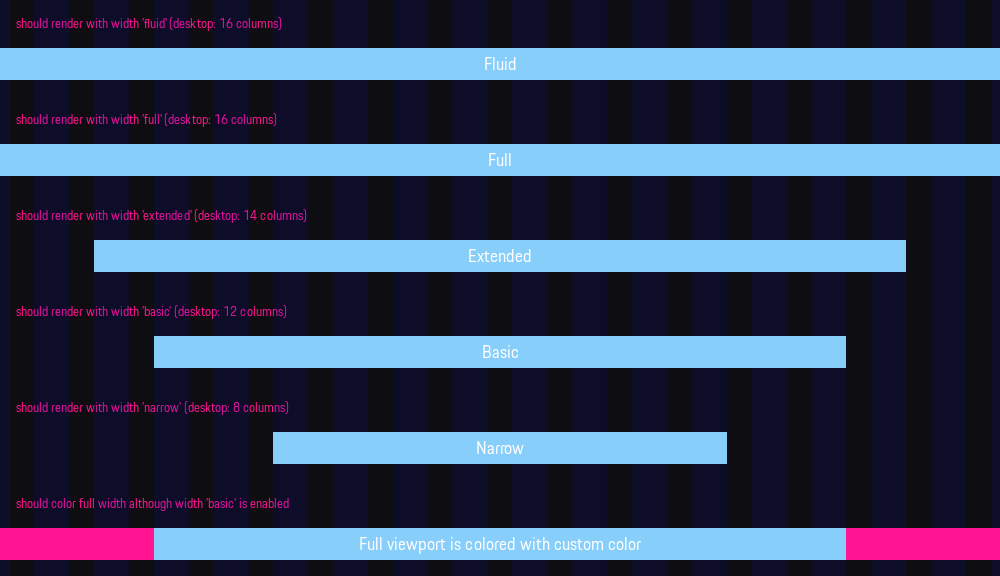 should render with width 'fluid' (desktop: 16 columns)
Fluid
should render with width 'full' (desktop: 16 columns)
Full
should render with width 'extended' (desktop: 14 columns)
Extended
should render with width 'basic' (desktop: 12 columns)
Basic
should render with width 'narrow' (desktop: 8 columns)
Narrow
should color full width although width 'basic' is enabled
Full viewport is colored with custom color